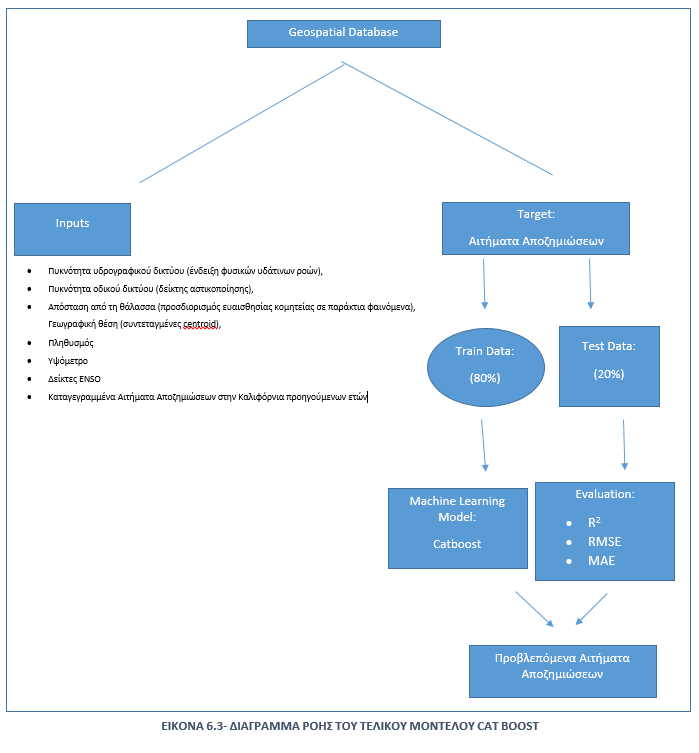 Geospatial Database
Inputs
• Πυκνότητα υδρογραφικού δικτύου (ένδειξη φυσικών υδάτινων ροών),
• Πυκνότητα οδικού δικτύου (δείκτης αστικοποίησης),
• Απόσταση από τη θάλασσα (προσδιορισμός ευαισθησίας κομητείας σε παράκτια φαινόμενα),
Γεωγραφική θέση (συντεταγμένες centroid),
• Πληθυσμός
• Υψόμετρο
• Δείκτες ENSO
• Καταγεγραμμένα Αιτήματα Αποζημιώσεων στην Καλιφόρνια προηγούμενων ετών
Target:
Αιτήματα Αποζημιώσεων
Train Data:
(80%)
Test Data:
(20%)
Machine Learning
Model:
Catboost
Evaluation:
• R²
• RMSE
• MAE
Προβλεπόμενα Αιτήματα
Αποζημιώσεων
ΕΙΚΟΝΑ 6.3- ΔΙΑΓΡΑΜΜΑ ΡΟΗΣ ΤΟΥ ΤΕΛΙΚΟΥ ΜΟΝΤΕΛΟΥ CAT BOOST